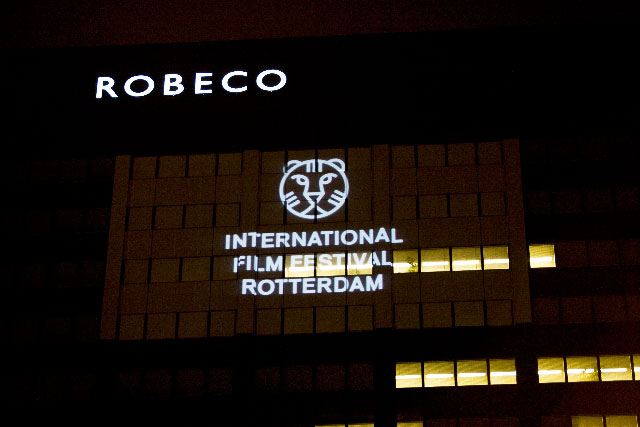 ROBECO
INTERNATIONAL
FILM FESTIVAL
ROTTERDAM